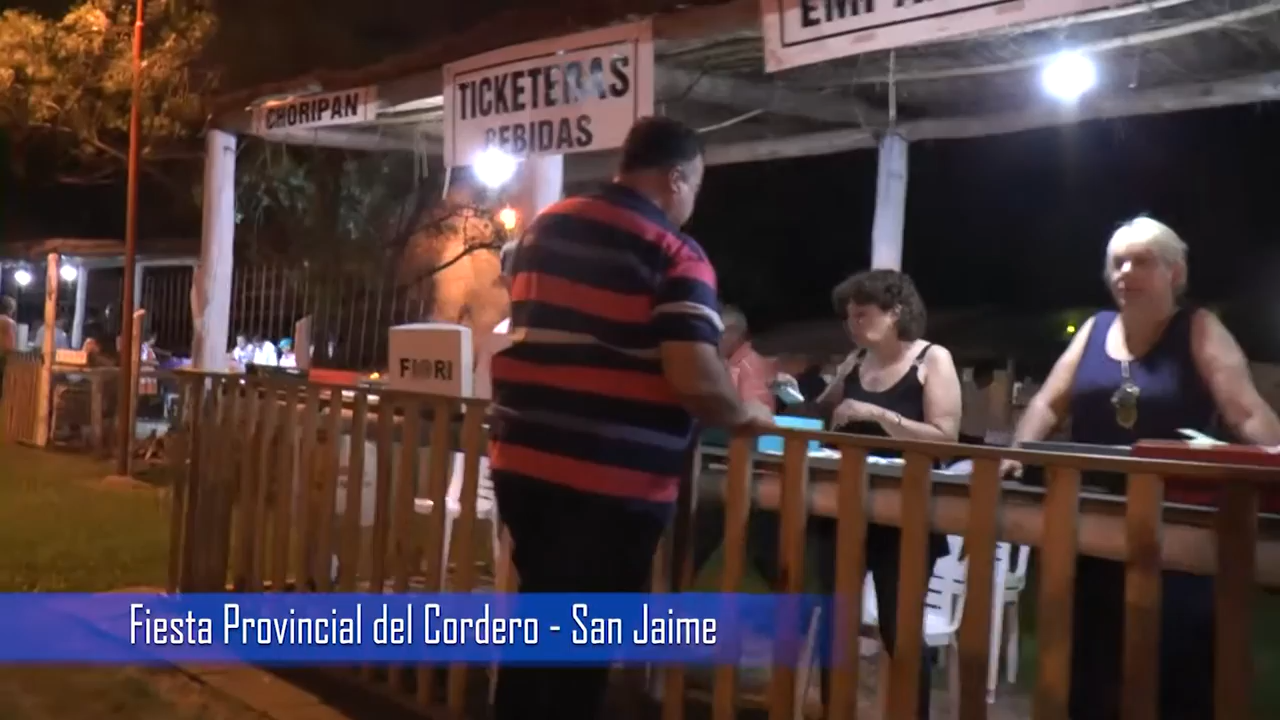 CHORIPAN
TICKETERAS
BEBIDAS
FIORI
Fiesta Provincial del Cordero - San Jaime